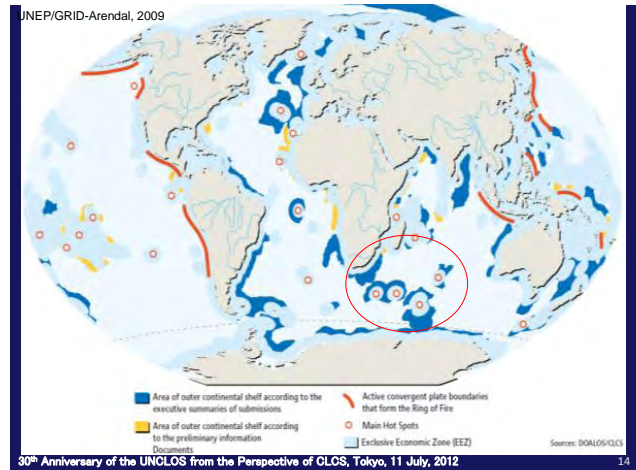 UNEP/GRID-Arendal, 2009
Area of outer continental shelf according to the
executive summaries of submissions
Area of outer continental shelf according
to the preliminary information
Documents
Active convergent plate boundaries
that form the Ring of Fire
Main Hot Spots
Exclusive Economic Zone (EEZ)
Sources: DOALOS/CLCS
30th Anniversary of the UNCLOS from the Perspective of CLCS, Tokyo, 11 July, 2012
14